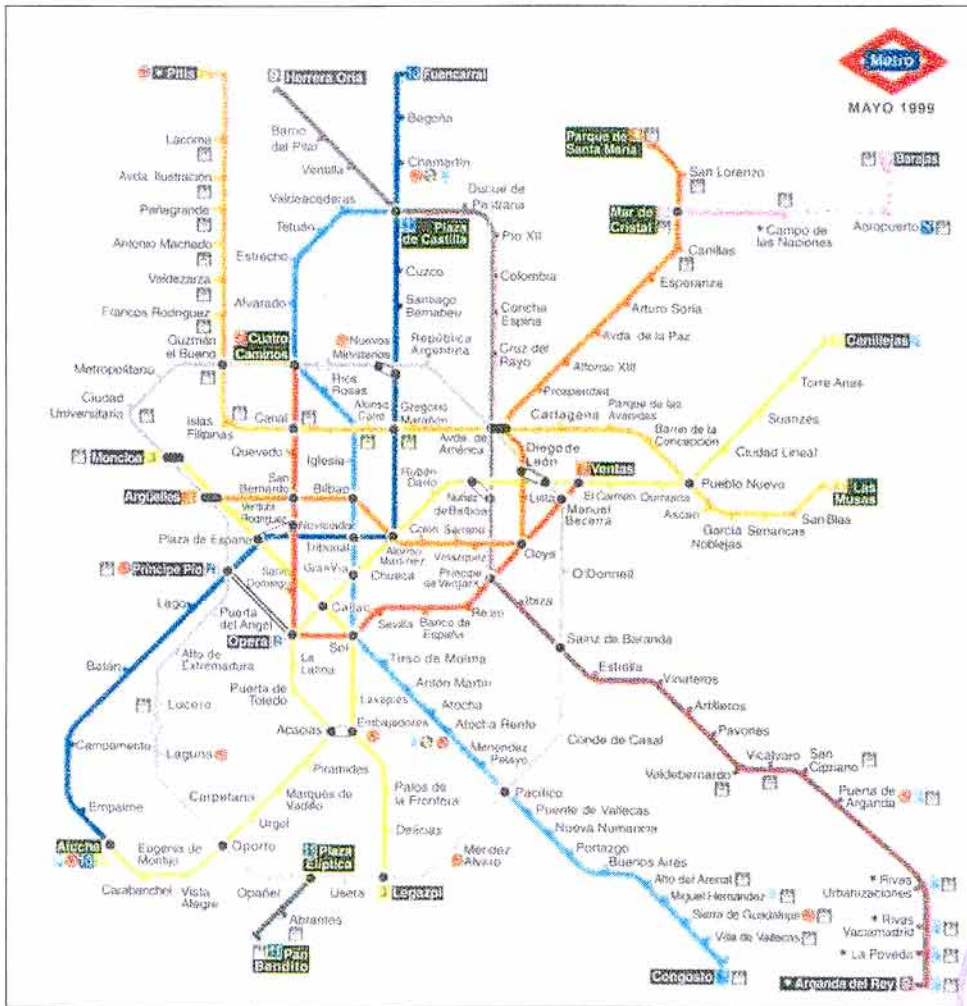 Metro
MAYO 1999
Pitis
9 Herrera Oria
10 Fuencarral
Begoña
Lacoma
Barrio
del Pilar
Chamartín
Parque de
Santa María
San Lorenzo
Barajas
Avda. Ilustración
Ventilla
Peñagrande
Valdeacederas
Duque de
Pastrana
Mar de
Cristal
Campo de
las Naciones
Aeropuerto
Antonio Machado
Tetuán
Plaza
de Castilla
Pío XII
Canillas
Valdezarza
Estrecho
Cuzco
Colombia
Esperanza
Francos Rodríguez
Alvarado
Santiago
Bernabeu
Concha
Espina
Arturo Soria
Guzmán
el Bueno
Cuatro
Caminos
Nuevos
Ministerios
República
Argentina
Cruz del
Rayo
Avda. de la Paz
Canillejas
Metropolitano
Ríos
Rosas
Alfonso XIII
Torre Arias
Ciudad
Universitaria
Islas
Filipinas
Canal
Alonso
Cano
Gregorio
Marañón
Prosperidad
Cartagena
Parque de las
Avenidas
Suanzes
Quevedo
Iglesia
Avda. de
América
Diego de
León
Barrio de la
Concepción
Ciudad Lineal
Moncloa
3
Rubén
Darío
Ventas
Argüelles
San
Bernardo
Bilbao
Núñez
de Balboa
Lista
Manuel
Becerra
El Carmen
Quintana
Pueblo Nuevo
Las
Musas
Ventura
Rodríguez
Noviciado
Ascao
García
Noblejas
Simancas
San Blas
Plaza de España
Tribunal
Alonso
Martínez
Colón
Serrano
Velázquez
Goya
Príncipe Pío
R
Santo
Domingo
Gran Vía
Chueca
Príncipe
de Vergara
O'Donnell
Lago
Puerta
del Angel
Callao
Ibiza
Opera
R
Sol
Sevilla
Banco de
España
Retiro
Sainz de Baranda
Batán
Alto de
Extremadura
La
Latina
Tirso de Molina
Estrella
Vinateros
Lucero
Puerta de
Toledo
Lavapiés
Antón Martín
Artilleros
Acacias
Embajadores
Atocha
Pavones
Campamento
Laguna
Atocha Renfe
Conde de Casal
Vicálvaro
San
Cipriano
Pirámides
Menéndez
Pelayo
Valdebernardo
Carpetana
Marqués de
Vadillo
Palos de
la Frontera
Pacífico
Puerta de
Arganda
Empalme
Urgel
Puente de Vallecas
Aluche
10
Eugenia de
Montijo
Oporto
Plaza
Elíptica
Delicias
Nueva Numancia
Méndez
Alvaro
Portazgo
Carabanchel
Vista
Alegre
Opañel
Usera
3
Legazpi
Buenos Aires
Alto del Arenal
Rivas
Urbanizaciones
Abrantes
Miguel Hernández
Sierra de Guadalupe
Rivas
Vaciamadrid
Villa de Vallecas
La Poveda
11
Pan
Bendito
Congosto
Arganda del Rey